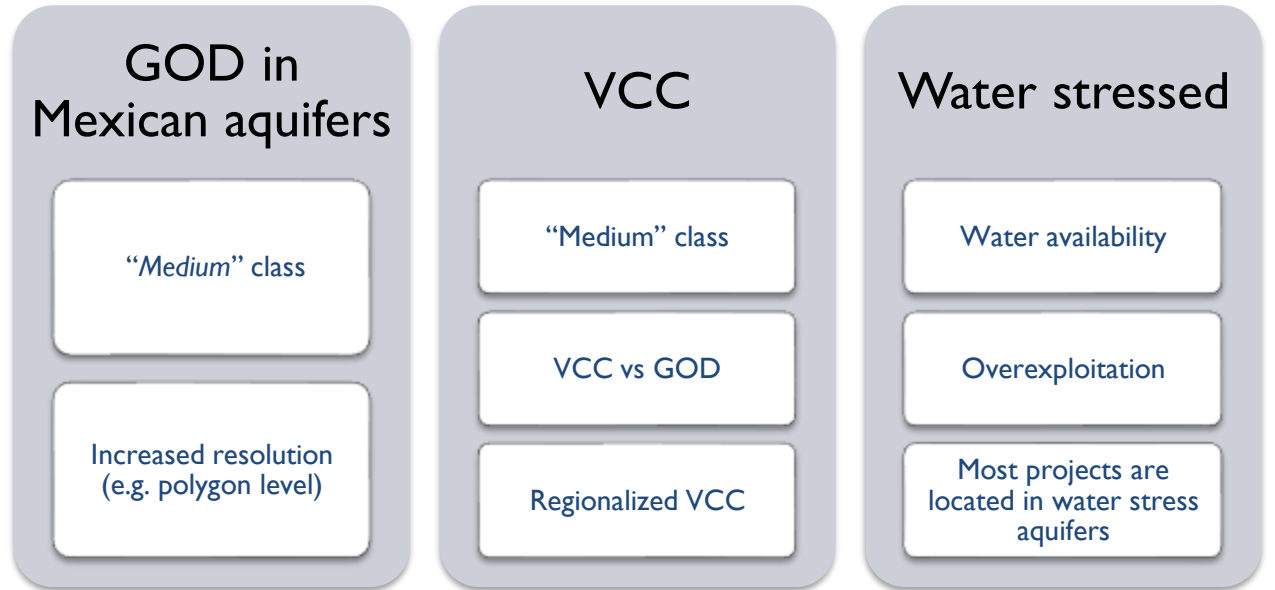 GOD in
Mexican aquifers
“Medium” class
Increased resolution
(e.g. polygon level)
VCC
“Medium” class
VCC vs GOD
Regionalized VCC
Water stressed
Water availability
Overexploitation
Most projects are
located in water stress
aquifers